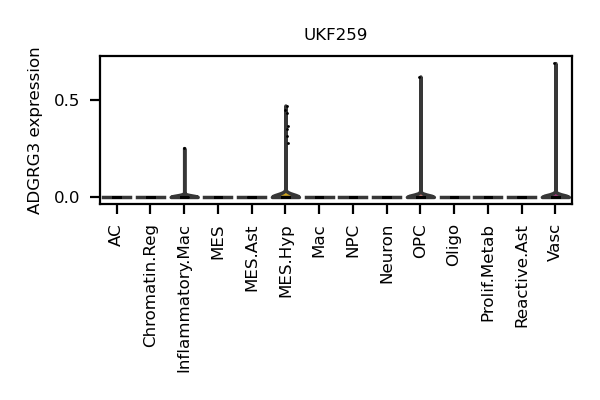 UKF259
ADGRG3 expression
0.5
0.0
AC
Chromatin.Reg
Inflammatory.Mac
MES
MES.Ast
MES.Hyp
Mac
NPC
Neuron
OPC
Oligo
Prolif.Metab
Reactive.Ast
Vasc